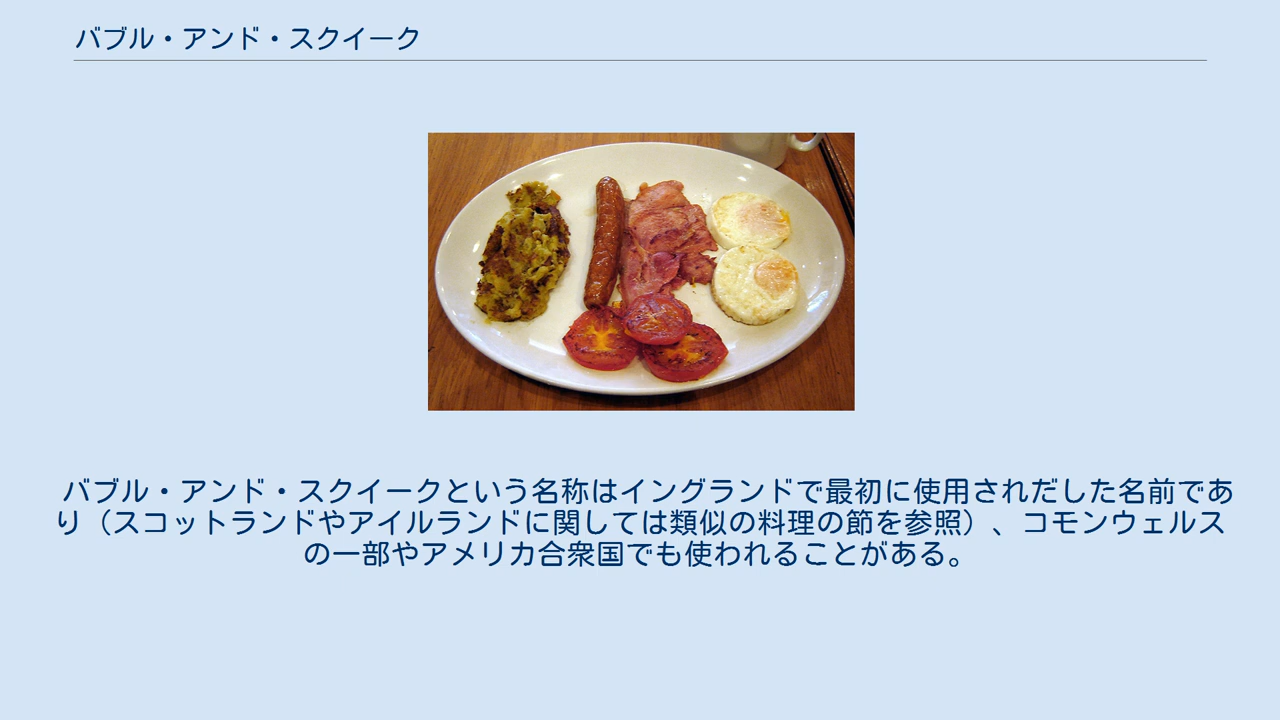 バブル・アンド・スクイーク
バブル・アンド・スクイークという名称はイングランドで最初に使用されだした名前であ
り（スコットランドやアイルランドに関しては類似の料理の節を参照）、コモンウェルス
の一部やアメリカ合衆国でも使われることがある。